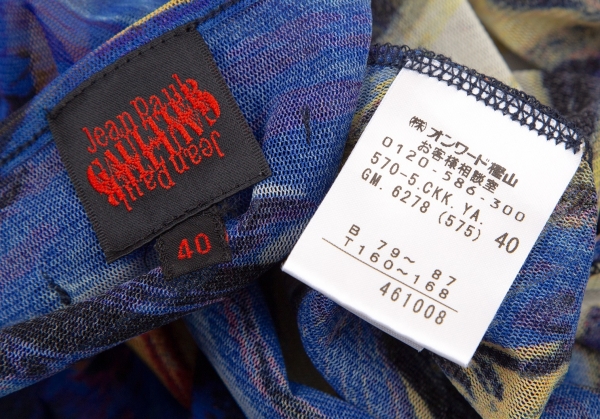 Jean Paul
GAULTIER
Jean Paul
40
㈱オンワード樫山
お客様相談室
0120-586-300
570-5.CKK.YA.
GM. 6278 (575) 40
B 79~ 87
T160~168
461008